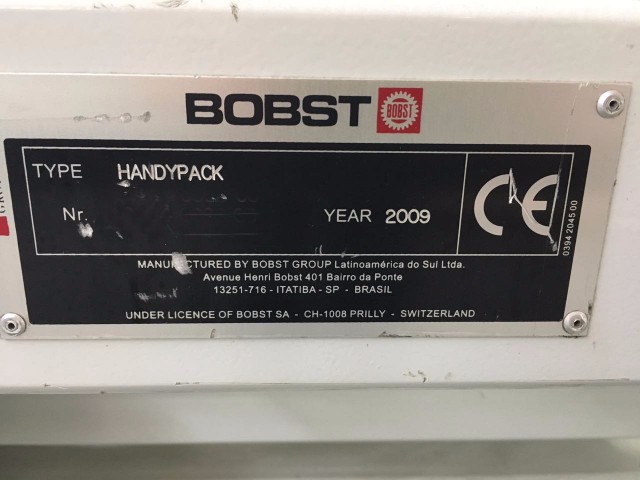 BOBST BOBST
TYPE HANDYPACK
Nr. YEAR 2009
CE
0394 2045 00
MANUFACTURED BY BOBST GROUP Latinoamérica do Sul Ltda.
Avenue Henri Bobst 401 Bairro da Ponte
13251-716 - ITATIBA - SP - BRASIL
UNDER LICENCE OF BOBST SA - CH-1008 PRILLY - SWITZERLAND